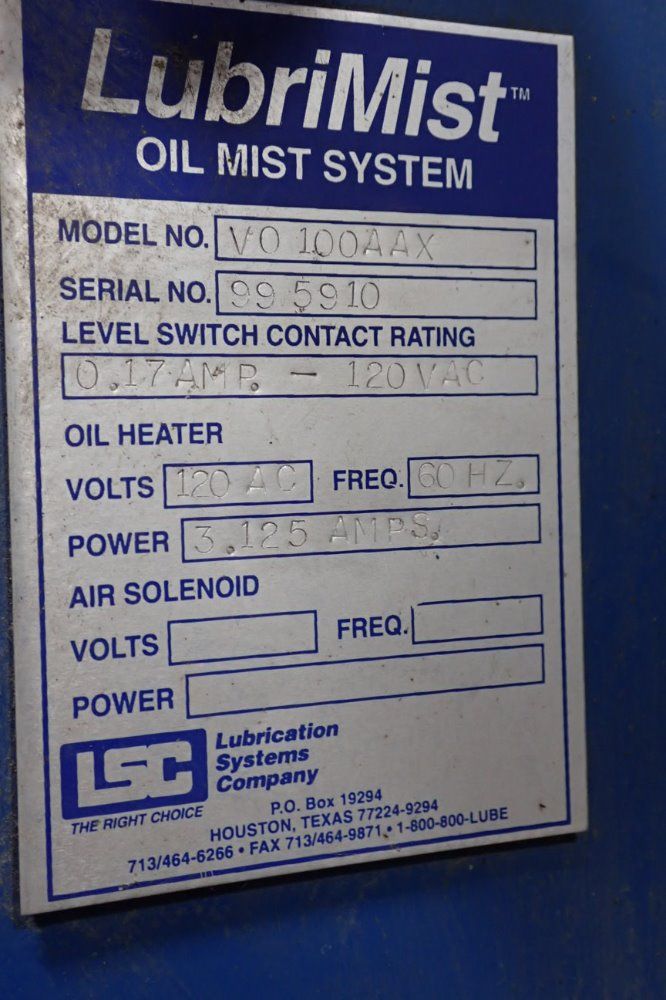 LubriMist™
OIL MIST SYSTEM
MODEL NO. VO 100AAX
SERIAL NO. 99 5910
LEVEL SWITCH CONTACT RATING
0.17 AMP. - 120 VAC
OIL HEATER
VOLTS 120 AC FREQ. 60 HZ.
POWER 3.125 AMPS.
AIR SOLENOID
VOLTS FREQ.
POWER
LSC Lubrication
Systems
Company
THE RIGHT CHOICE
P.O. Box 19294
HOUSTON, TEXAS 77224-9294
713/464-6266 • FAX 713/464-9871 • 1-800-800-LUBE